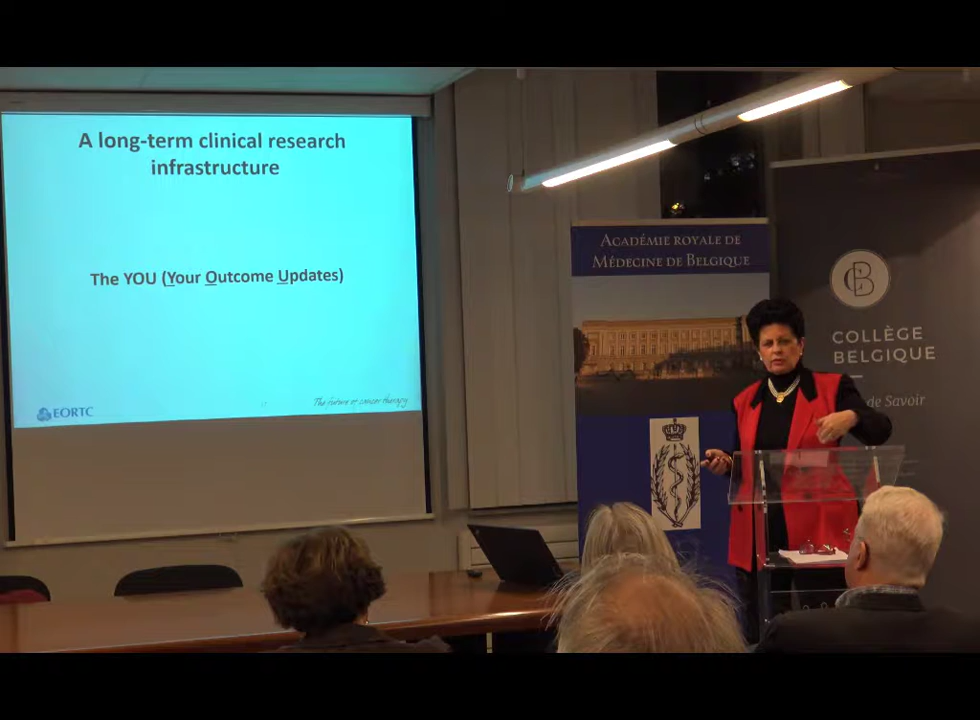 A long-term clinical research
infrastructure
The YOU (Your Outcome Updates)
EORTC
The future of cancer therapy
ACADÉMIE ROYALE DE
MÉDECINE DE BELGIQUE
CB
COLLÈGE
BELGIQUE
de Savoir